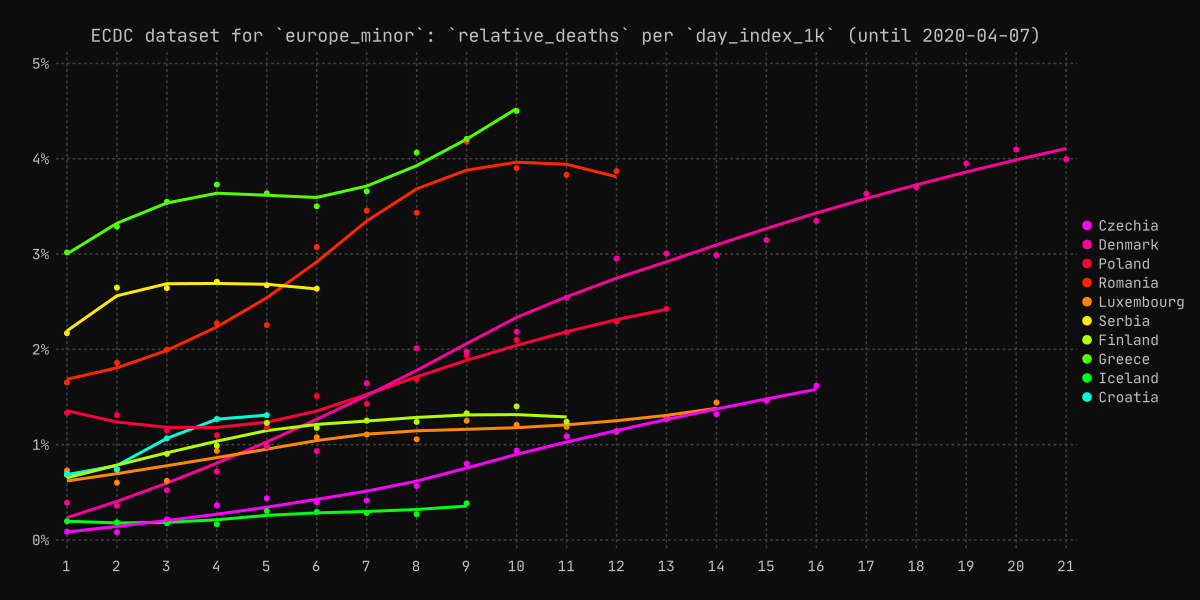 ECDC dataset for `europe_minor`: `relative_deaths` per `day_index_1k` (until 2020-04-07)
5%
4%
3%
2%
1%
0%
1 2 3 4 5 6 7 8 9 10 11 12 13 14 15 16 17 18 19 20 21
Czechia
Denmark
Poland
Romania
Luxembourg
Serbia
Finland
Greece
Iceland
Croatia